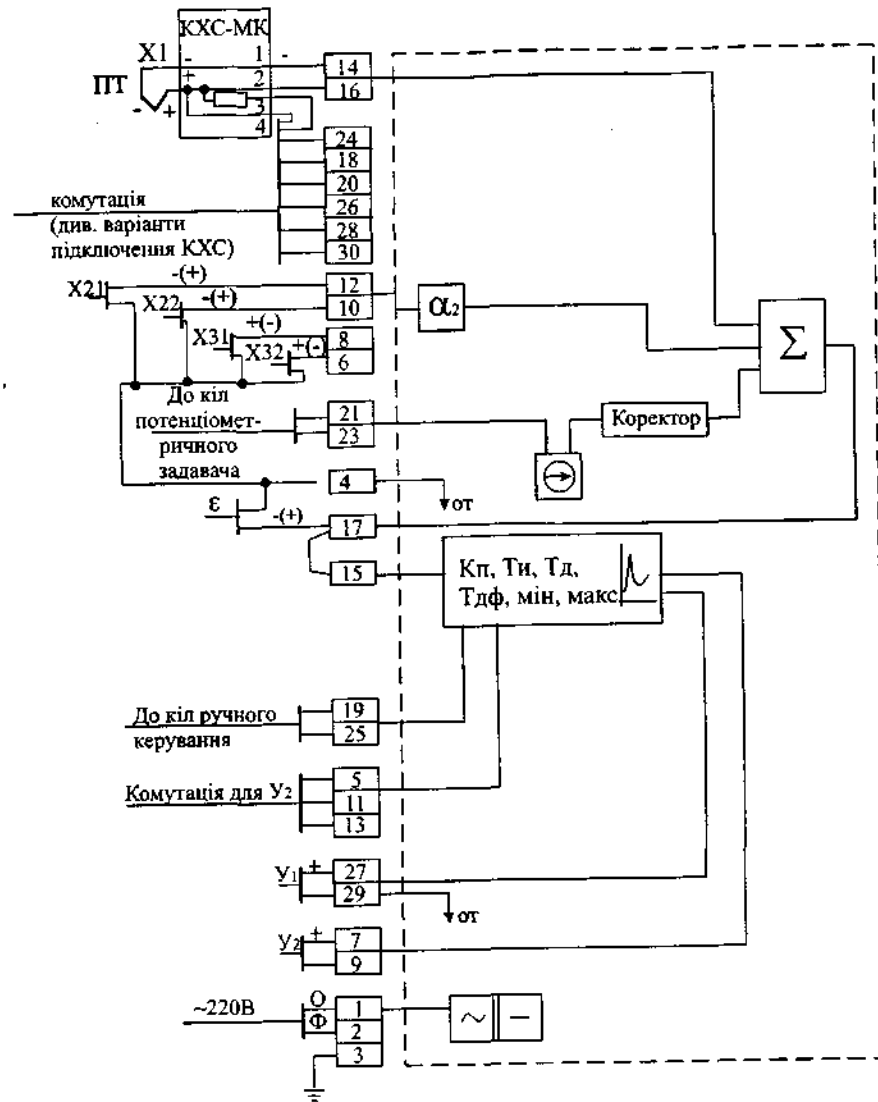 КХС-МК
X1
-
1
-
14
+
2
16
ПТ
3
-
+
4
24
18
20
комутація
26
(див. варіанти
28
підключення КХС)
30
X21
-(+)
12
X22
-(+)
10
α2
X31
+(-)
8
X32
+(-)
6
Σ
До кіл
потенціомет-
21
Коректор
ричного
23
задавача
4
от
ε
-(+)
17
15
Кп, Ти, Тд,
Тдф, мін, макс
До кіл ручного
19
керування
25
5
Комутація для У2
11
13
У1
+
27
29
от
У2
+
7
9
~220В
О
1
~
–
Ф
2
3